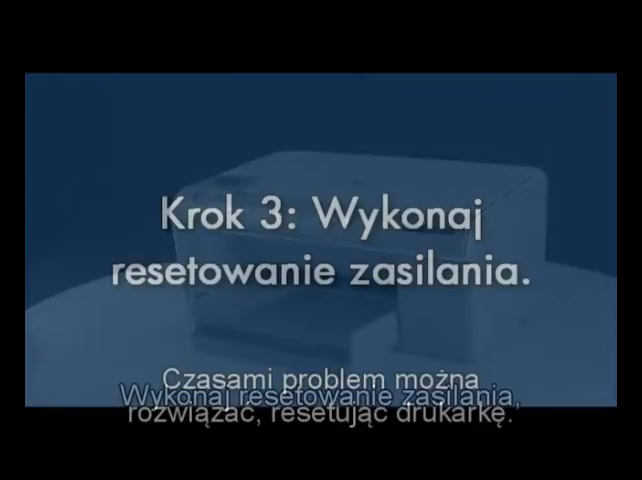 Krok 3: Wykonaj
resetowanie zasilania.
Czasami problem można
Wykonaj resetowanie zasilania,
rozwiązać, resetując drukarkę.